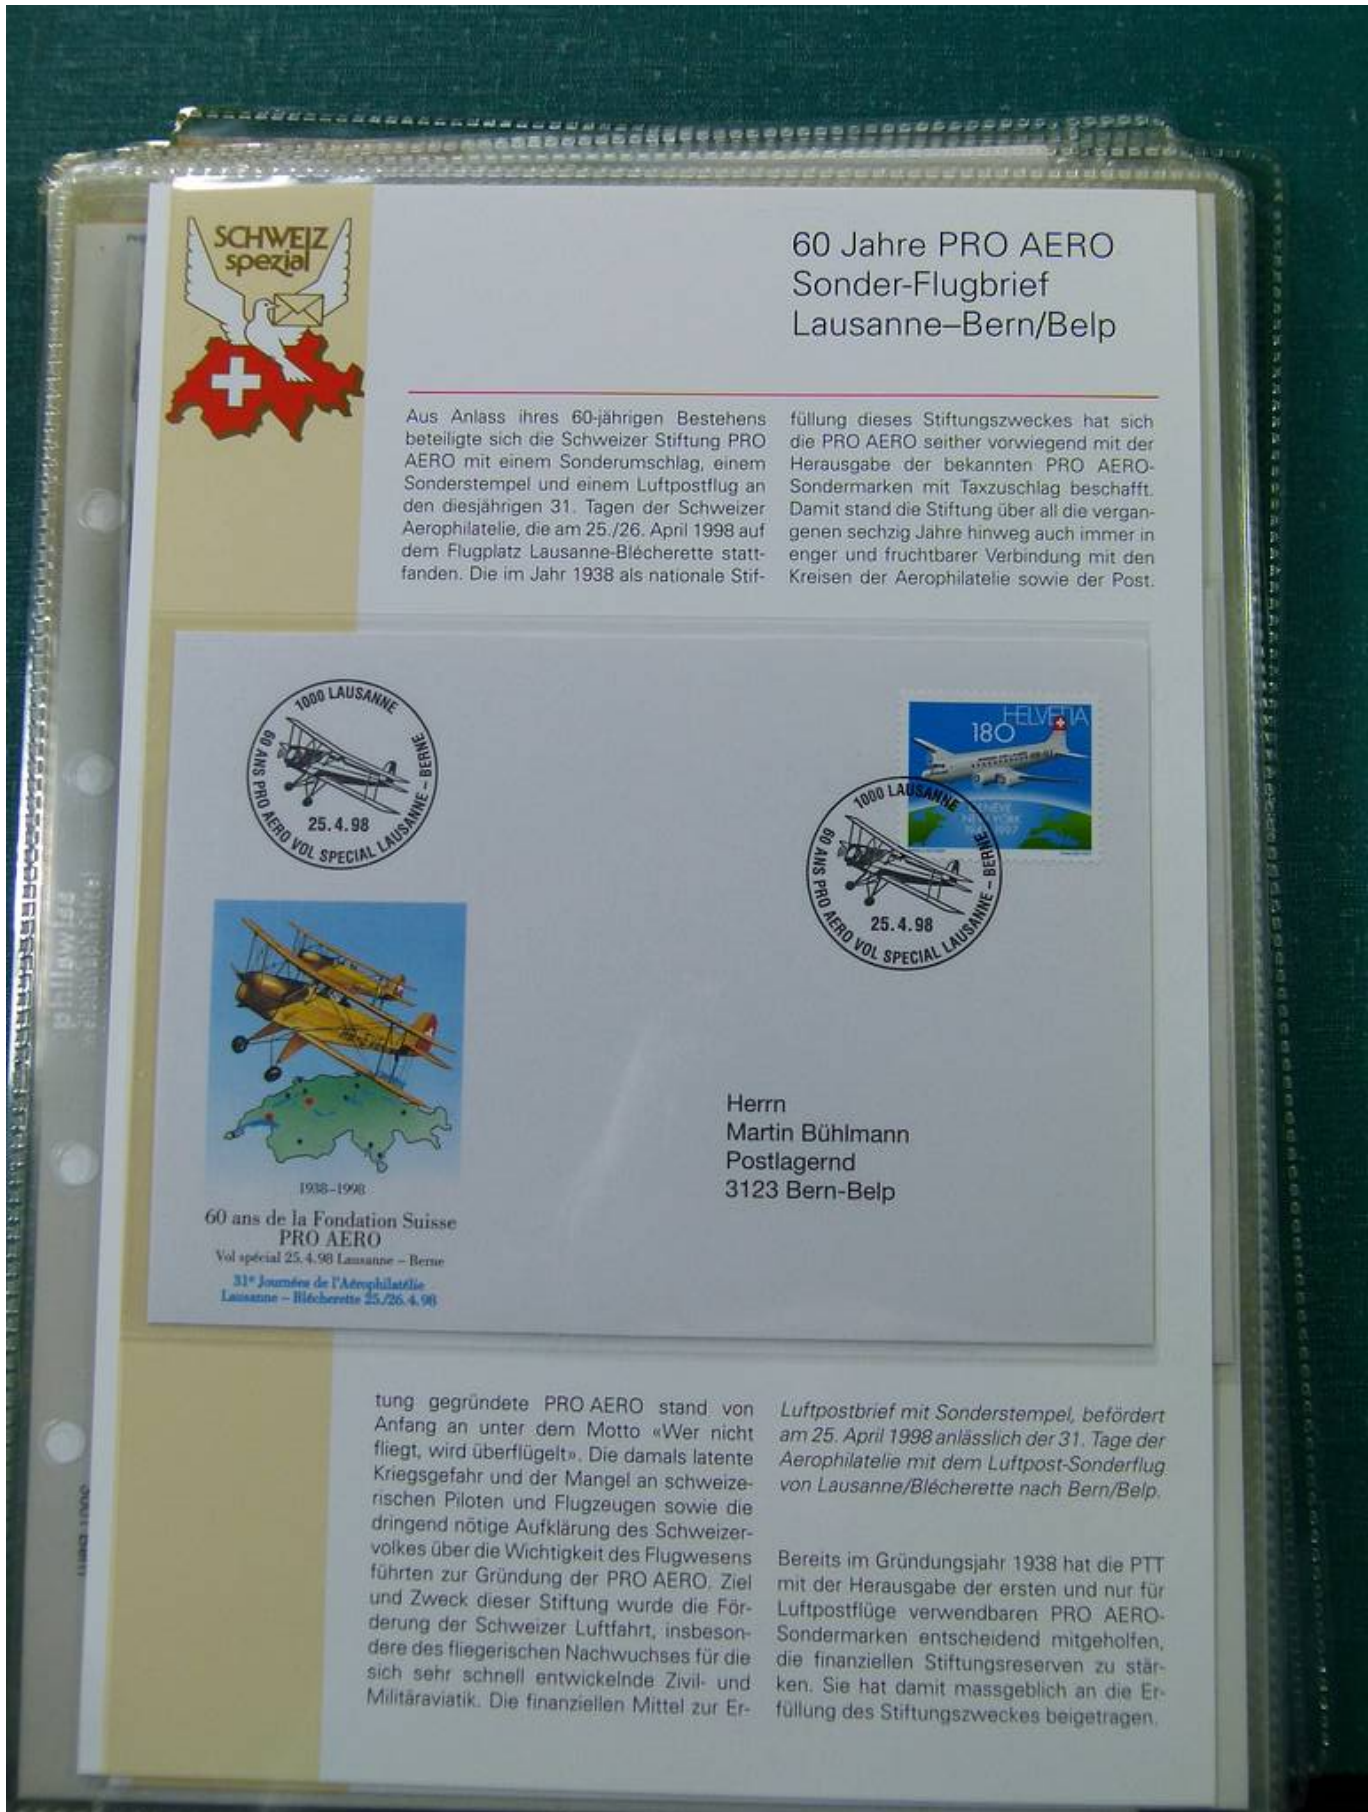 SCHWEIZ
spezial
60 Jahre PRO AERO
Sonder-Flugbrief
Lausanne–Bern/Belp
Aus Anlass ihres 60-jährigen Bestehens
beteiligte sich die Schweizer Stiftung PRO
AERO mit einem Sonderumschlag, einem
Sonderstempel und einem Luftpostflug an
den diesjährigen 31. Tagen der Schweizer
Aerophilatelie, die am 25./26. April 1998 auf
dem Flugplatz Lausanne-Blécherette statt-
fanden. Die im Jahr 1938 als nationale Stif-
füllung dieses Stiftungszweckes hat sich
die PRO AERO seither vorwiegend mit der
Herausgabe der bekannten PRO AERO-
Sondermarken mit Taxzuschlag beschafft.
Damit stand die Stiftung über all die vergan-
genen sechzig Jahre hinweg auch immer in
enger und fruchtbarer Verbindung mit den
Kreisen der Aerophilatelie sowie der Post.
1000 LAUSANNE
60 ANS PRO AERO VOL SPECIAL LAUSANNE – BERNE
25.4.98
HELVETIA
180
1000 LAUSANNE
60 ANS PRO AERO VOL SPECIAL LAUSANNE – BERNE
25.4.98
Herrn
Martin Bühlmann
Postlagernd
3123 Bern-Belp
1938–1998
60 ans de la Fondation Suisse
PRO AERO
Vol spécial 25.4.98 Lausanne – Berne
31e Journées de l'Aérophilatélie
Lausanne – Blécherette 25./26.4.98
philswiss
tung gegründete PRO AERO stand von
Anfang an unter dem Motto «Wer nicht
fliegt, wird überflügelt». Die damals latente
Kriegsgefahr und der Mangel an schweize-
rischen Piloten und Flugzeugen sowie die
dringend nötige Aufklärung des Schweizer-
volkes über die Wichtigkeit des Flugwesens
führten zur Gründung der PRO AERO. Ziel
und Zweck dieser Stiftung wurde die För-
derung der Schweizer Luftfahrt, insbeson-
dere des fliegerischen Nachwuchses für die
sich sehr schnell entwickelnde Zivil- und
Militäraviatik. Die finanziellen Mittel zur Er-
Luftpostbrief mit Sonderstempel, befördert
am 25. April 1998 anlässlich der 31. Tage der
Aerophilatelie mit dem Luftpost-Sonderflug
von Lausanne/Blécherette nach Bern/Belp.
Bereits im Gründungsjahr 1938 hat die PTT
mit der Herausgabe der ersten und nur für
Luftpostflüge verwendbaren PRO AERO-
Sondermarken entscheidend mitgeholfen,
die finanziellen Stiftungsreserven zu stär-
ken. Sie hat damit massgeblich an die Er-
füllung des Stiftungszweckes beigetragen.